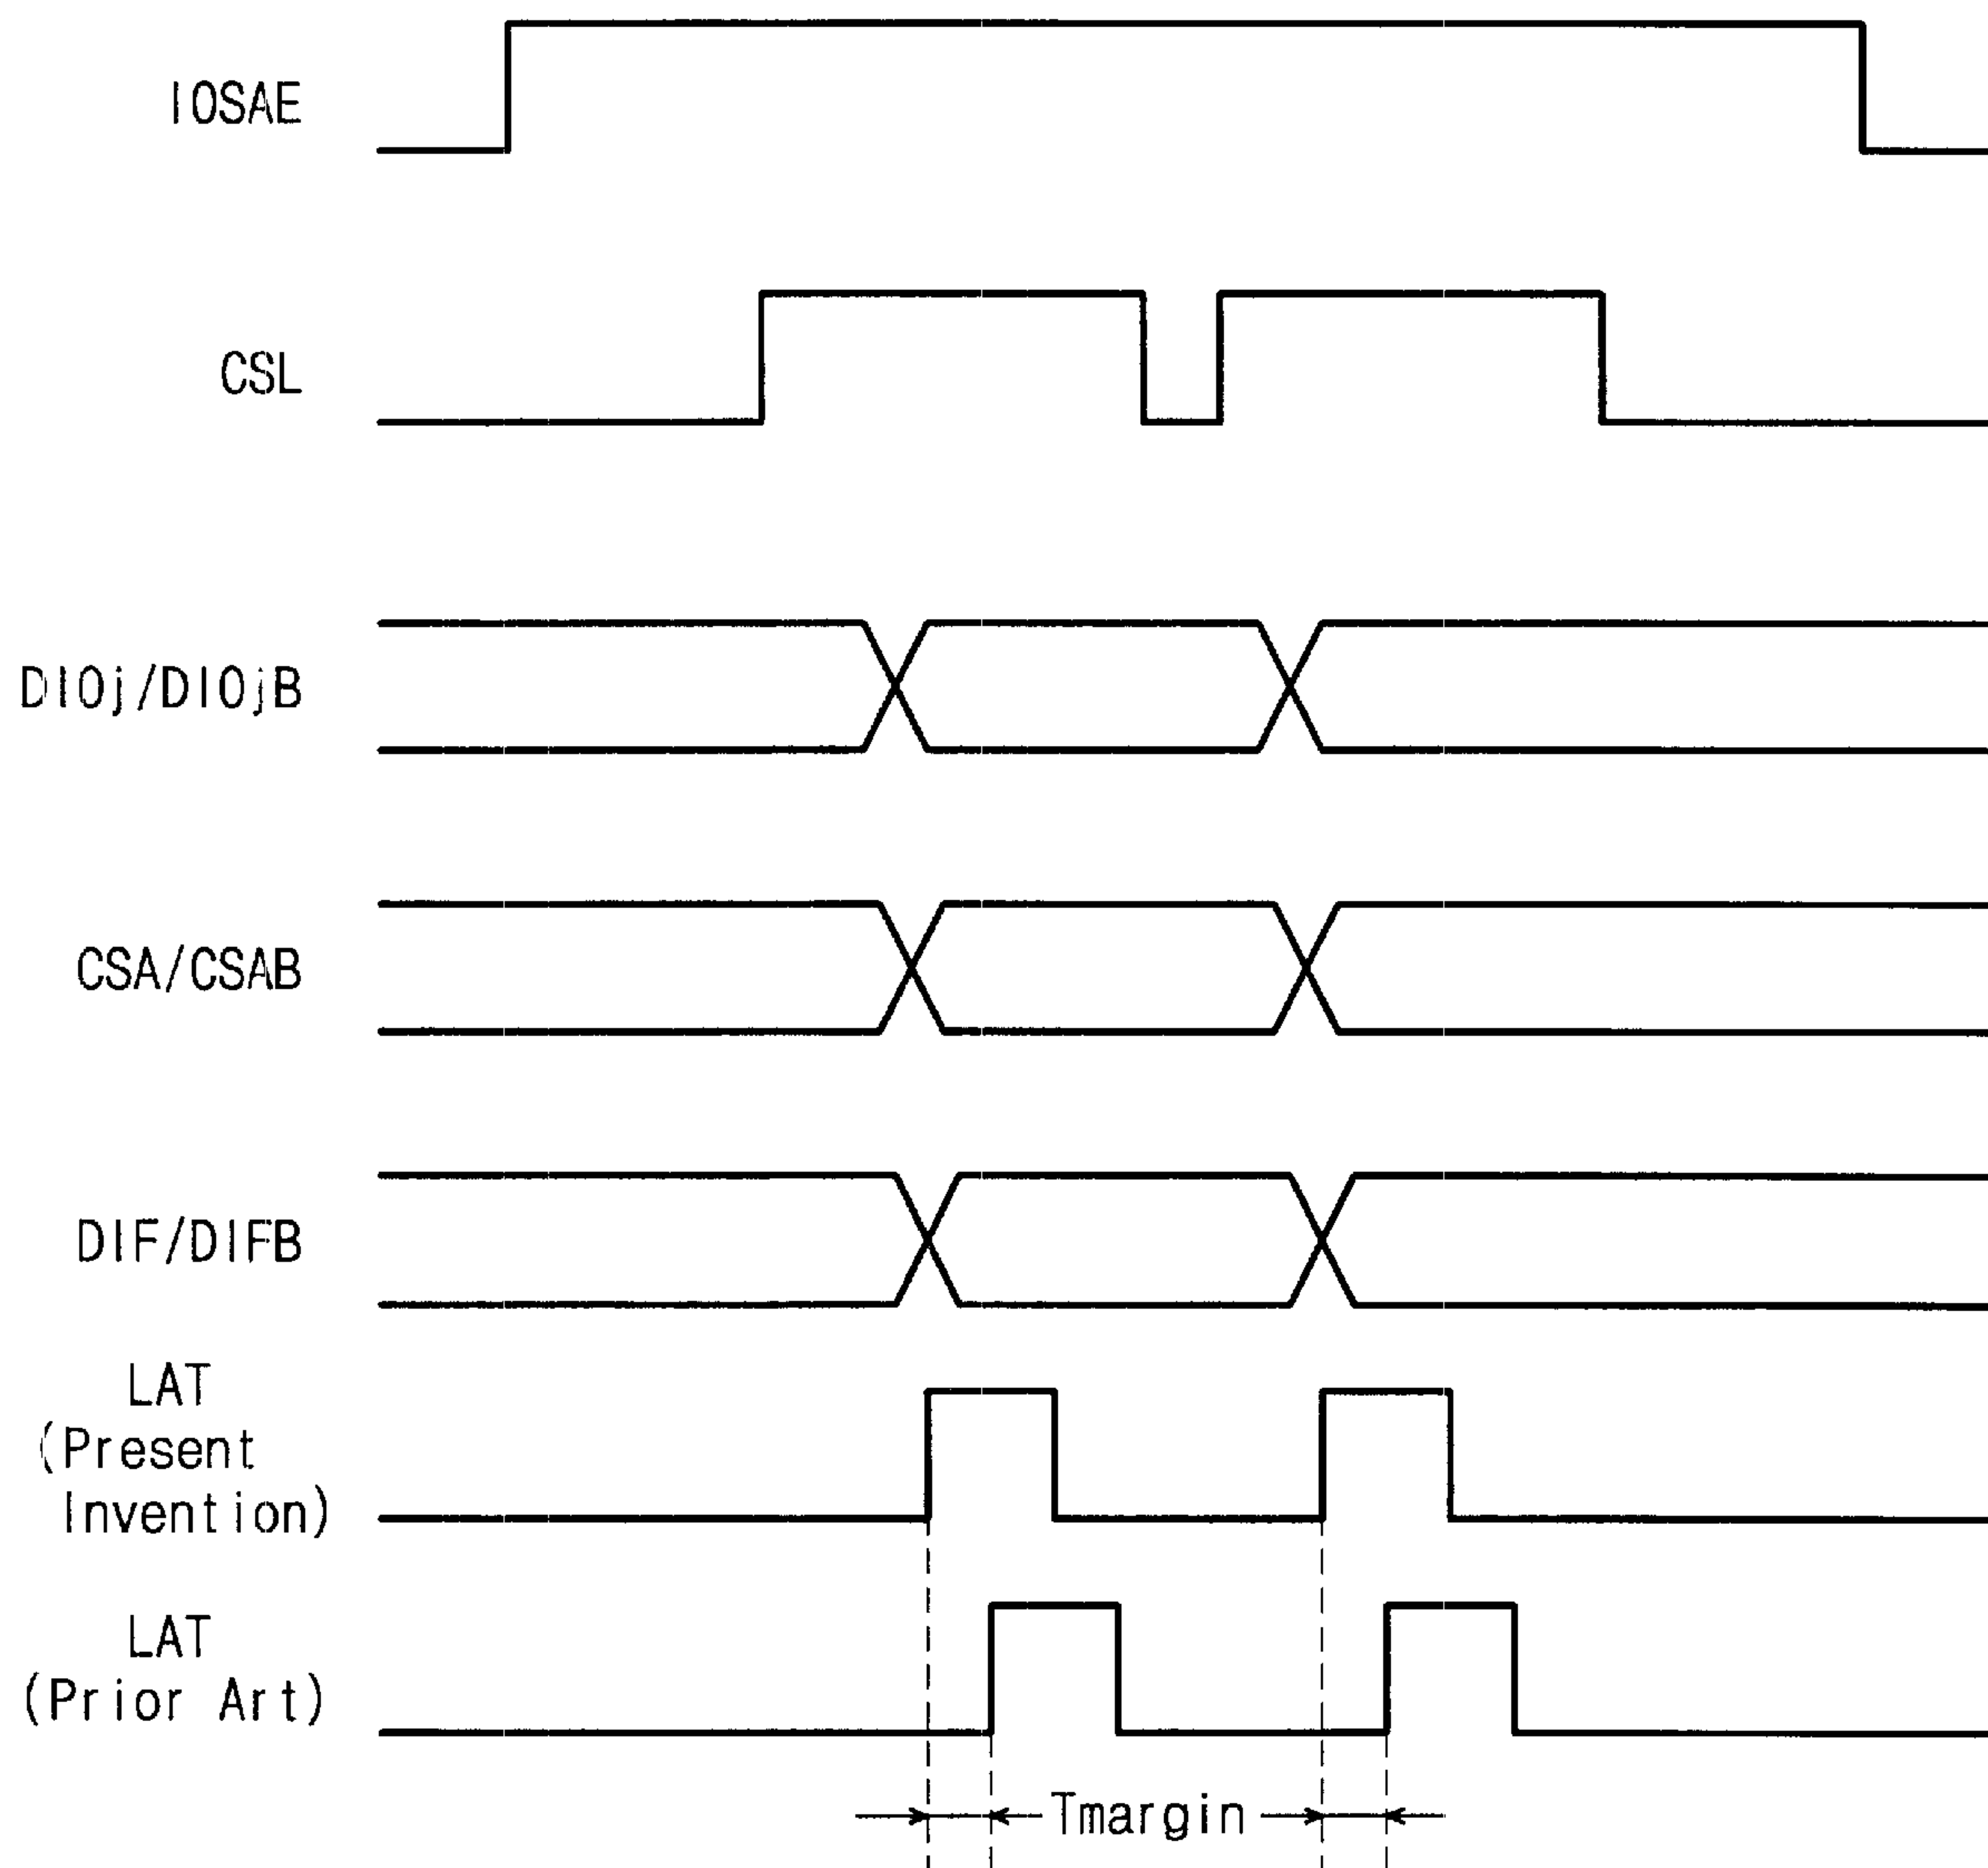 IOSAE
CSL
DIOj/DIOjB
CSA/CSAB
DIF/DIFB
LAT
(Present
Invention)
LAT
(Prior Art)
Tmargin